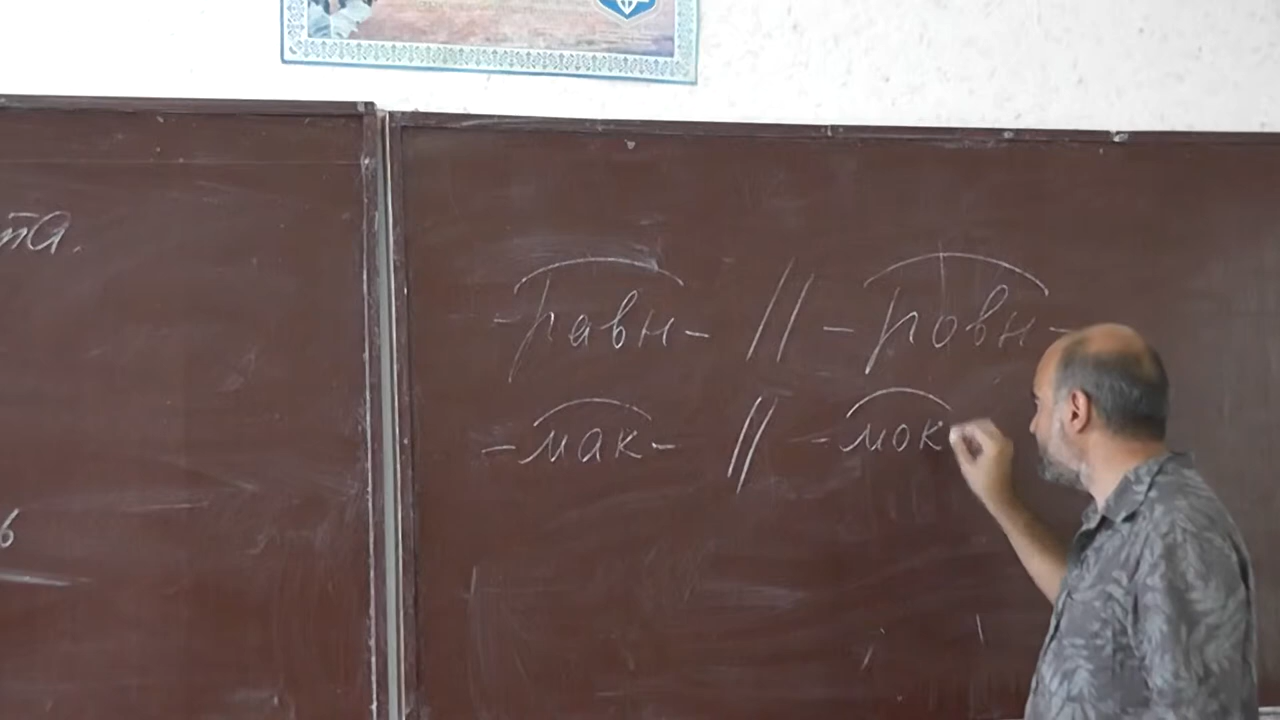 -равн- // -ровн-
-мак- // -мок